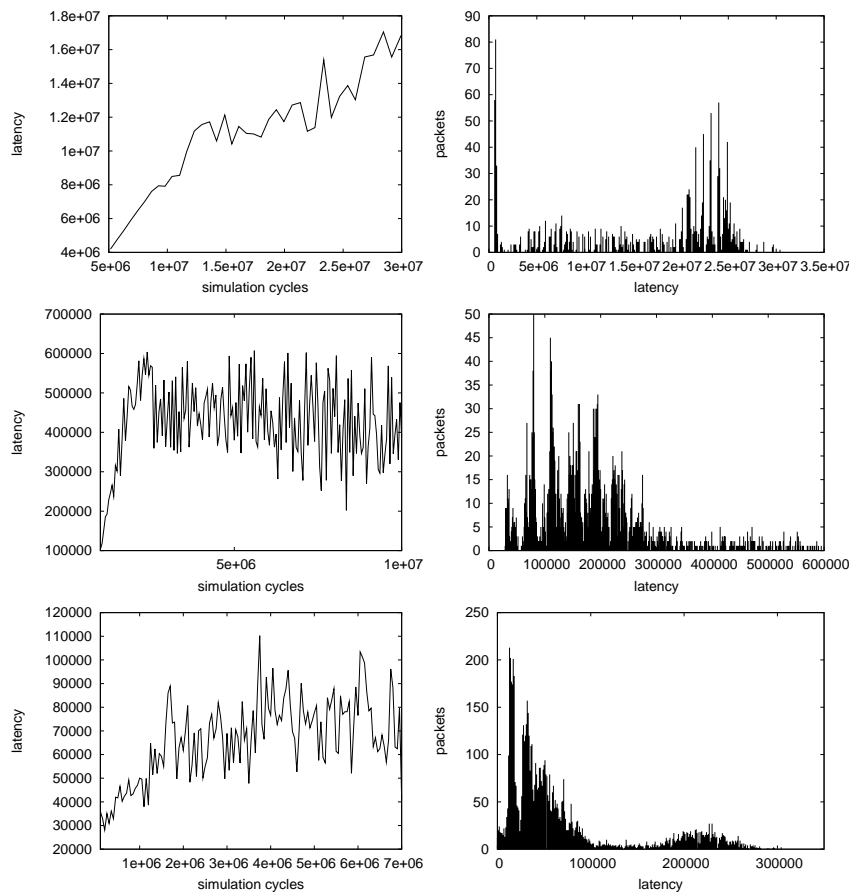 1.8e+07
1.6e+07
1.4e+07
1.2e+07
1e+07
8e+06
6e+06
4e+06
latency
5e+06 1e+07 1.5e+07 2e+07 2.5e+07 3e+07
simulation cycles
90
80
70
60
50
40
30
20
10
0
packets
0 5e+06 1e+07 1.5e+07 2e+07 2.5e+07 3e+07 3.5e+07
latency
700000
600000
500000
400000
300000
200000
100000
latency
5e+06 1e+07
simulation cycles
50
45
40
35
30
25
20
15
10
5
0
packets
100000 200000 300000 400000 500000 600000
latency
120000
110000
100000
90000
80000
70000
60000
50000
40000
30000
20000
latency
1e+06 2e+06 3e+06 4e+06 5e+06 6e+06 7e+06
simulation cycles
250
200
150
100
50
0
packets
0 100000 200000 300000
latency